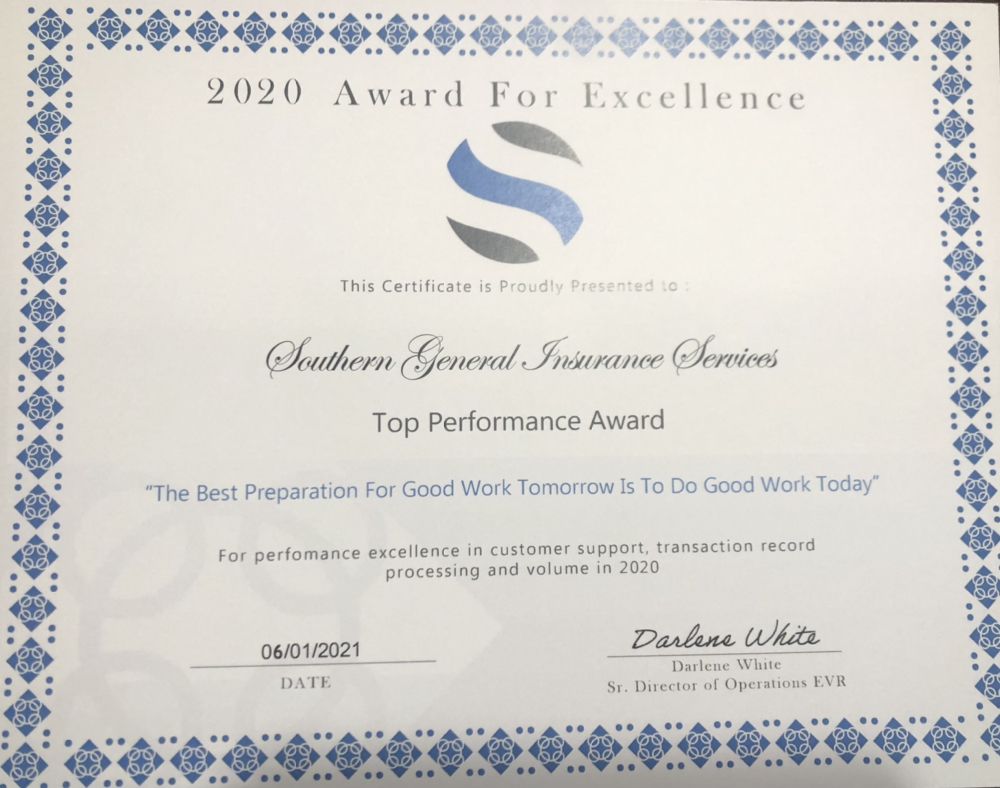 2020 Award For Excellence
This Certificate is Proudly Presented to :
Southern General Insurance Services
Top Performance Award
"The Best Preparation For Good Work Tomorrow Is To Do Good Work Today"
For perfomance excellence in customer support, transaction record
processing and volume in 2020
06/01/2021
DATE
Darlene White
Darlene White
Sr. Director of Operations EVR